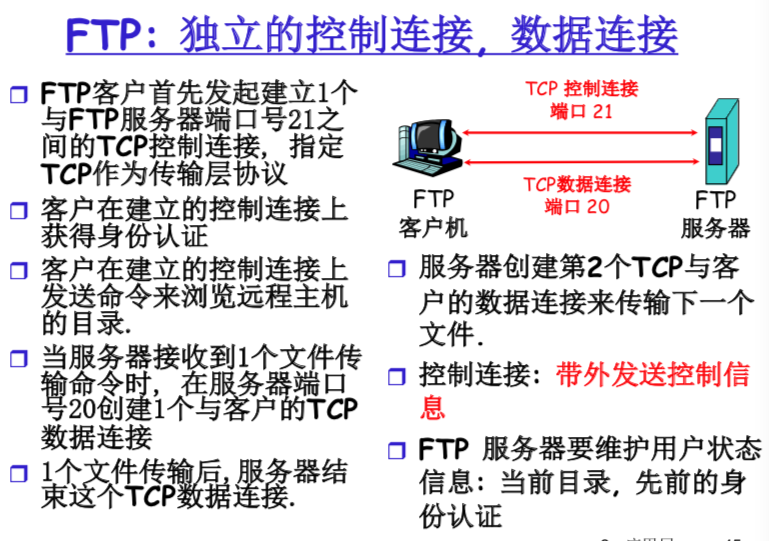 FTP: 独立的控制连接, 数据连接
FTP客户首先发起建立1个
与FTP服务器端口号21之
间的TCP控制连接, 指定
TCP作为传输层协议
客户在建立的控制连接上
获得身份认证
客户在建立的控制连接上
发送命令来浏览远程主机
的目录.
当服务器接收到1个文件传
输命令时, 在服务器端口
号20创建1个与客户的TCP
数据连接
1个文件传输后,服务器结
束这个TCP数据连接.
TCP 控制连接
端口 21
TCP数据连接
端口 20
FTP
客户机
FTP
服务器
服务器创建第2个TCP与客
户的数据连接来传输下一个
文件.
控制连接: 带外发送控制信
息
FTP 服务器要维护用户状态
信息: 当前目录, 先前的身
份认证